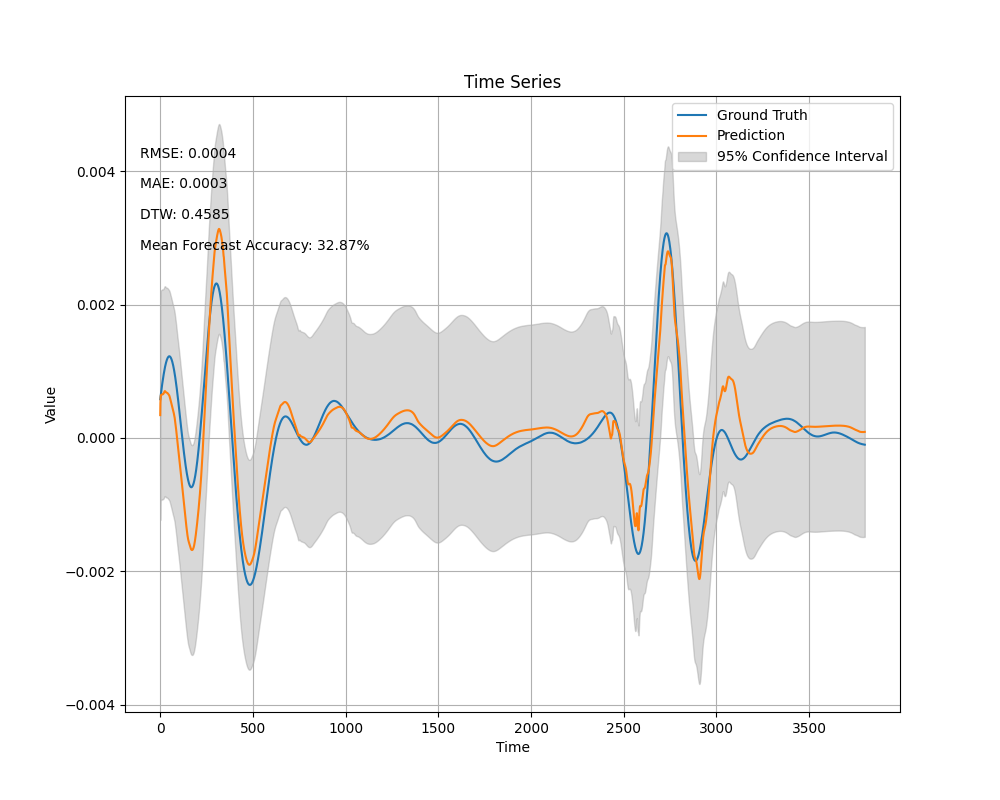 Time Series
Ground Truth
Prediction
95% Confidence Interval
RMSE: 0.0004
MAE: 0.0003
DTW: 0.4585
Mean Forecast Accuracy: 32.87%
0.004
0.002
0.000
−0.002
−0.004
Value
0 500 1000 1500 2000 2500 3000 3500
Time